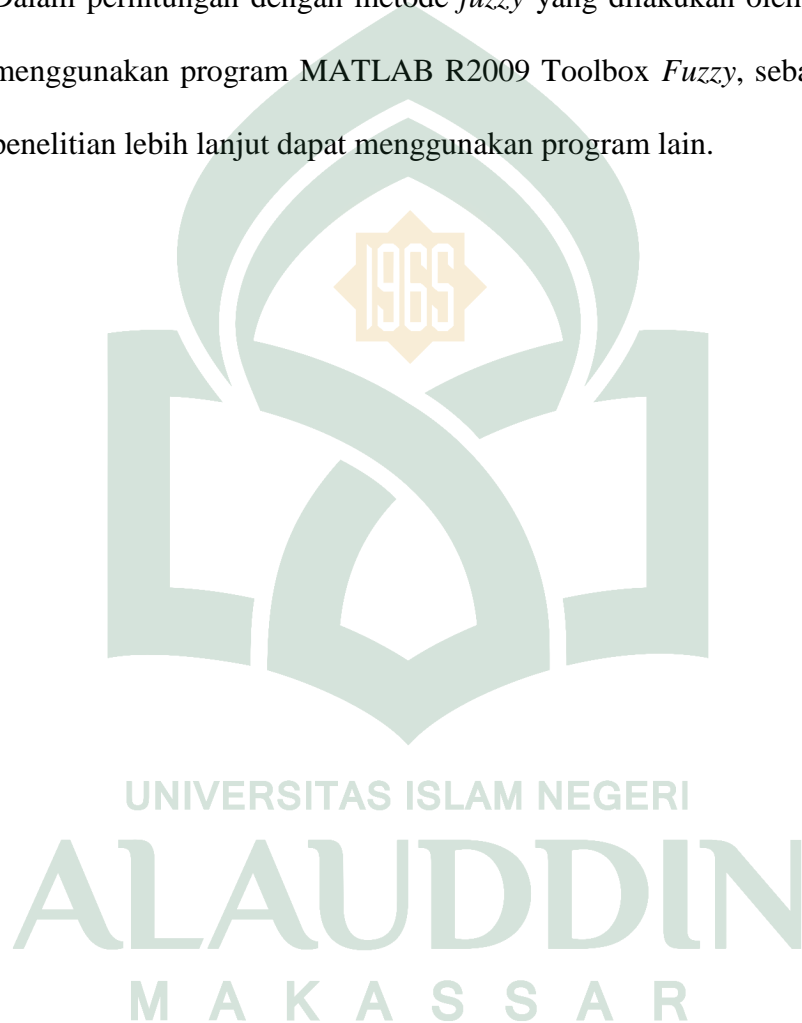 Dalam perhitungan dengan metode fuzzy yang dilakukan oleh
menggunakan program MATLAB R2009 Toolbox Fuzzy, seba
penelitian lebih lanjut dapat menggunakan program lain.
1965
UNIVERSITAS ISLAM NEGERI
ALAUDDIN
MAKASSAR